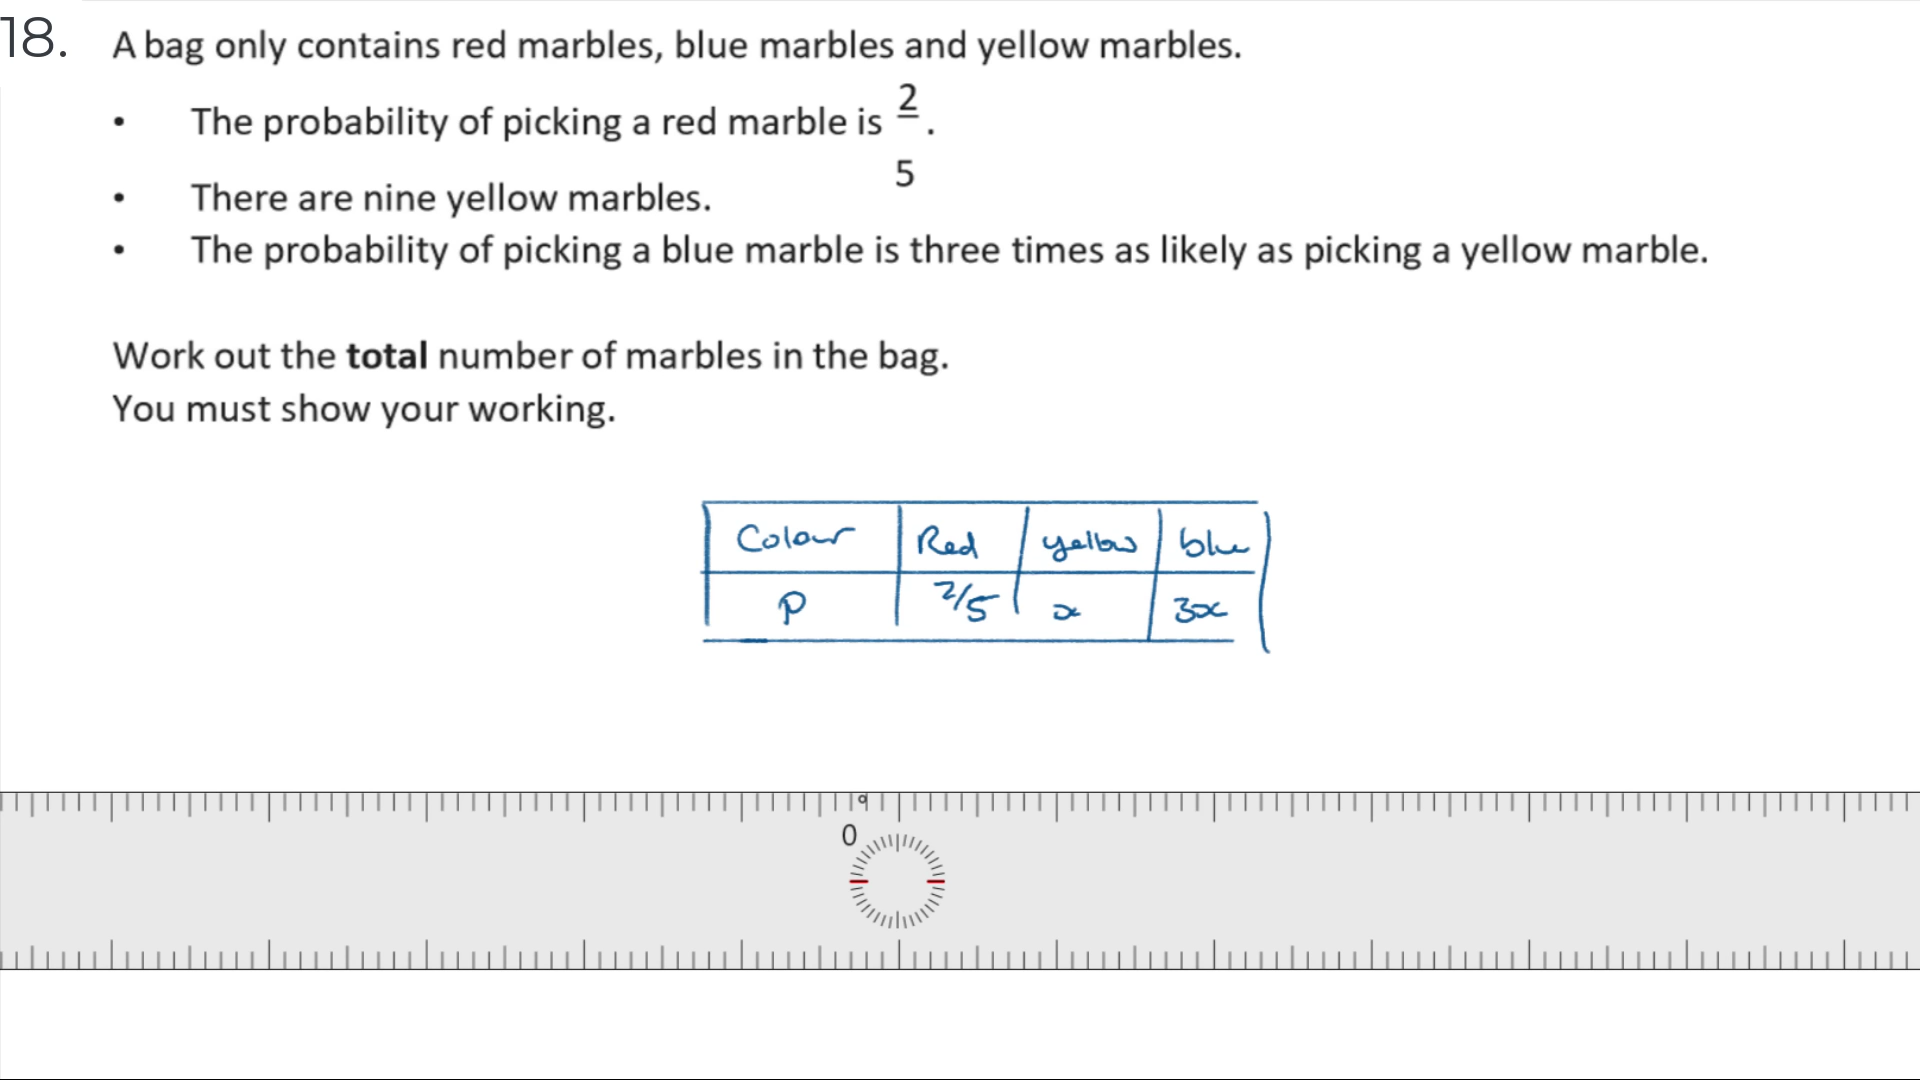 18. A bag only contains red marbles, blue marbles and yellow marbles.
• The probability of picking a red marble is 2/5.
• There are nine yellow marbles.
• The probability of picking a blue marble is three times as likely as picking a yellow marble.
Work out the total number of marbles in the bag.
You must show your working.
Colour Red yellow blue
P 2/5 x 3x
0